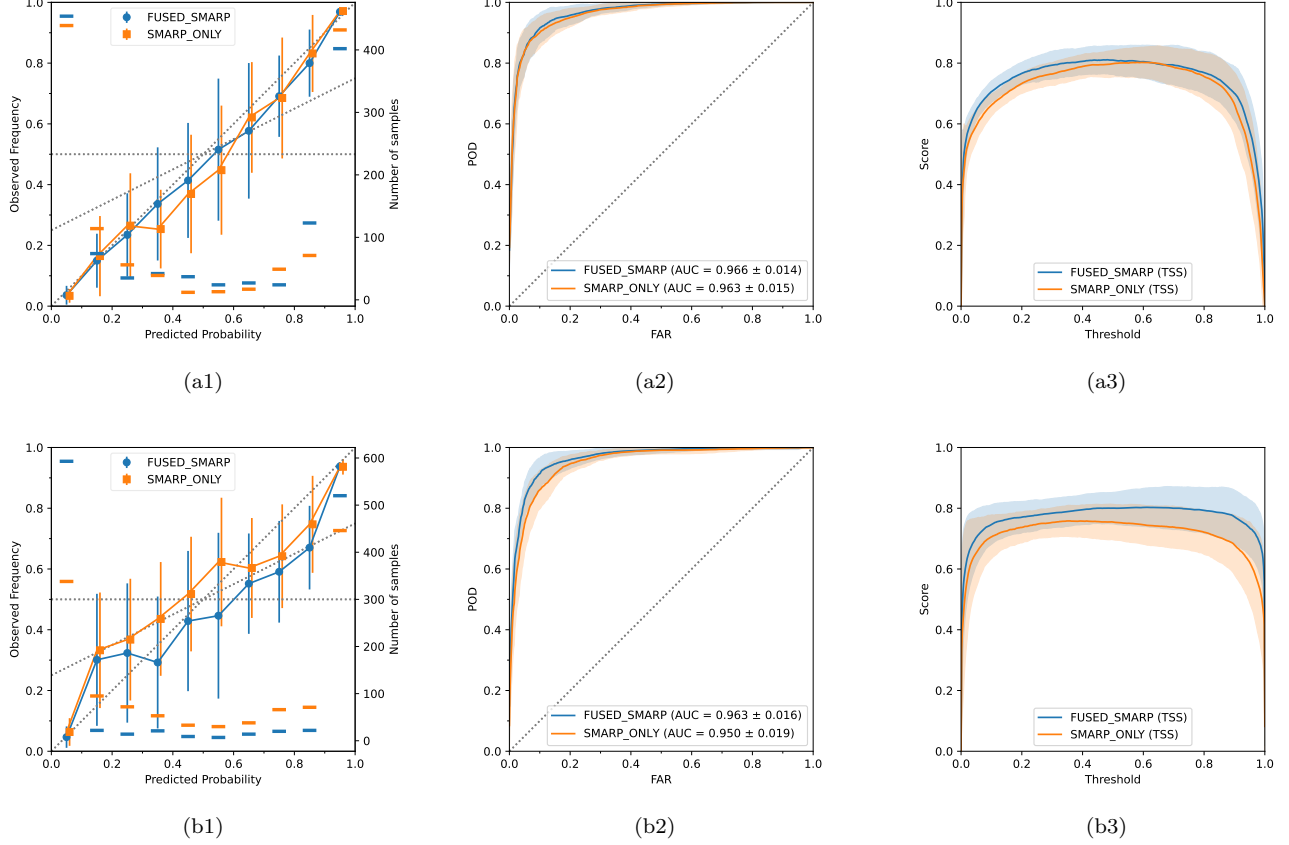 1.0
0.8
0.6
0.4
0.2
0.0
Observed Frequency
0.0 0.2 0.4 0.6 0.8 1.0
Predicted Probability
400
300
200
100
0
Number of samples
FUSED_SMARP
SMARP_ONLY
(a1)
1.0
0.8
0.6
0.4
0.2
0.0
POD
0.0 0.2 0.4 0.6 0.8 1.0
FAR
FUSED_SMARP (AUC = 0.966 ± 0.014)
SMARP_ONLY (AUC = 0.963 ± 0.015)
(a2)
1.0
0.8
0.6
0.4
0.2
0.0
Score
0.0 0.2 0.4 0.6 0.8 1.0
Threshold
FUSED_SMARP (TSS)
SMARP_ONLY (TSS)
(a3)
1.0
0.8
0.6
0.4
0.2
0.0
Observed Frequency
0.0 0.2 0.4 0.6 0.8 1.0
Predicted Probability
600
500
400
300
200
100
0
Number of samples
FUSED_SMARP
SMARP_ONLY
(b1)
1.0
0.8
0.6
0.4
0.2
0.0
POD
0.0 0.2 0.4 0.6 0.8 1.0
FAR
FUSED_SMARP (AUC = 0.963 ± 0.016)
SMARP_ONLY (AUC = 0.950 ± 0.019)
(b2)
1.0
0.8
0.6
0.4
0.2
0.0
Score
0.0 0.2 0.4 0.6 0.8 1.0
Threshold
FUSED_SMARP (TSS)
SMARP_ONLY (TSS)
(b3)